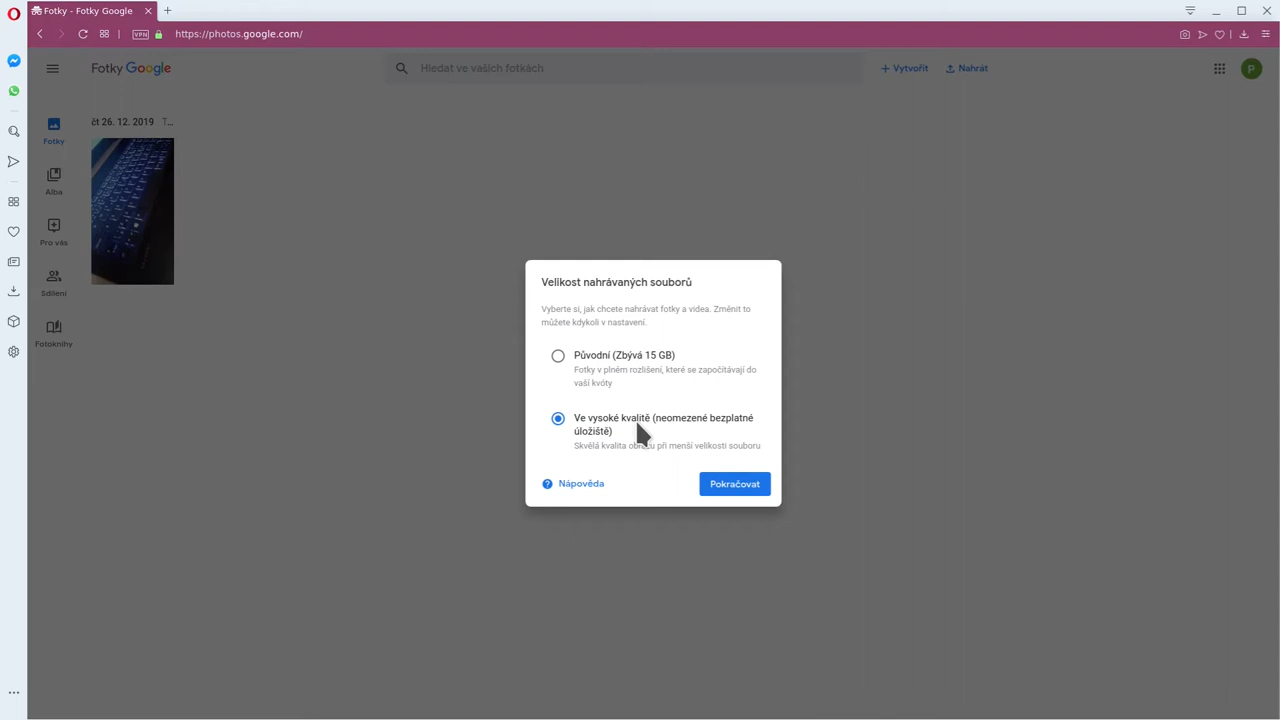 Fotky - Fotky Google
VPN
https://photos.google.com/
Fotky Google
Hledat ve vašich fotkách
Vytvořit
Nahrát
P
čt 26. 12. 2019 T...
Fotky
Alba
Pro vás
Sdílení
Fotoknihy
Velikost nahrávaných souborů
Vyberte si, jak chcete nahrávat fotky a videa. Změnit to
můžete kdykoli v nastavení.
Původní (Zbývá 15 GB)
Fotky v plném rozlišení, které se započítávají do
vaší kvóty
Ve vysoké kvalitě (neomezené bezplatné
úložiště)
Skvělá kvalita obrazu při menší velikosti souboru
Nápověda
Pokračovat